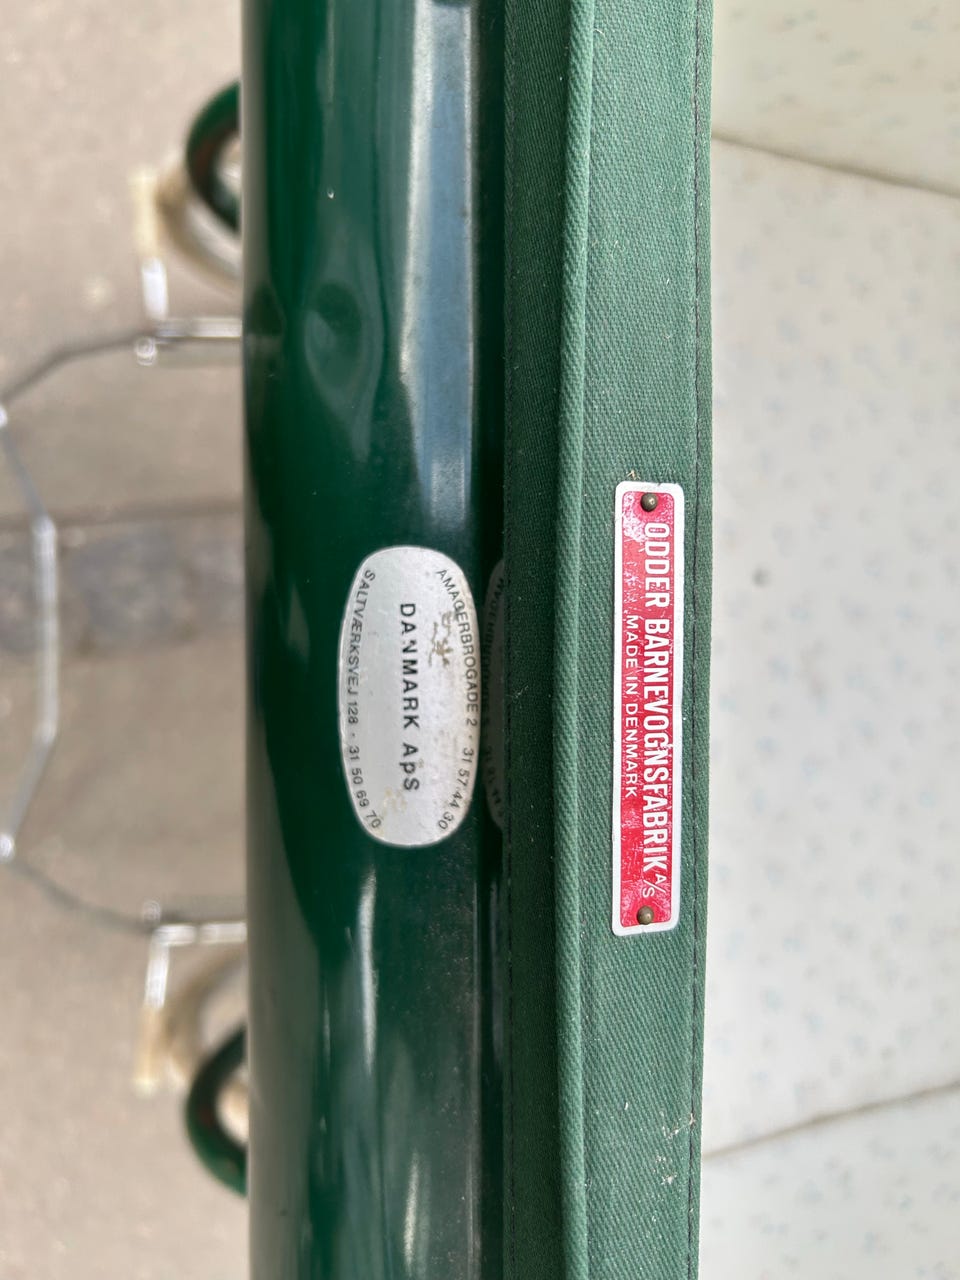 AMAGERBROGADE 2 · 31 57 44 30
DANMARK ApS
SALTVÆRKSVEJ 128 · 31 50 69 70
ODDER BARNEVOGNSFABRIK A/S
MADE IN DENMARK